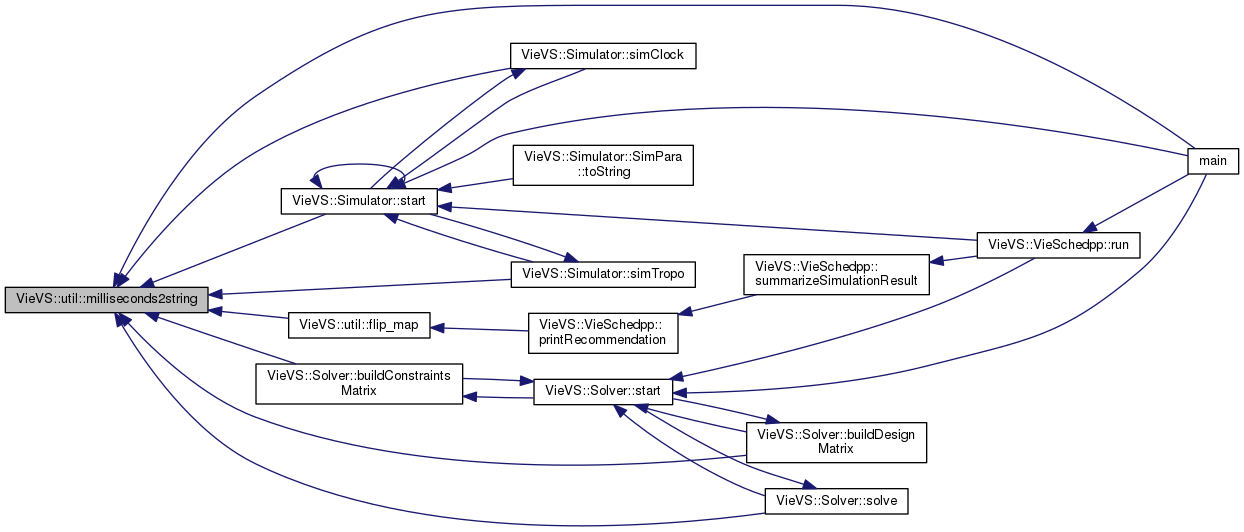 VieVS::Simulator::simClock
VieVS::Simulator::SimPara
::toString
main
VieVS::Simulator::start
VieVS::VieSchedpp::run
VieVS::Simulator::simTropo
VieVS::VieSchedpp::
summarizeSimulationResult
VieVS::util::milliseconds2string
VieVS::util::flip_map
VieVS::VieSchedpp::
printRecommendation
VieVS::Solver::buildConstraints
Matrix
VieVS::Solver::start
VieVS::Solver::buildDesign
Matrix
VieVS::Solver::solve